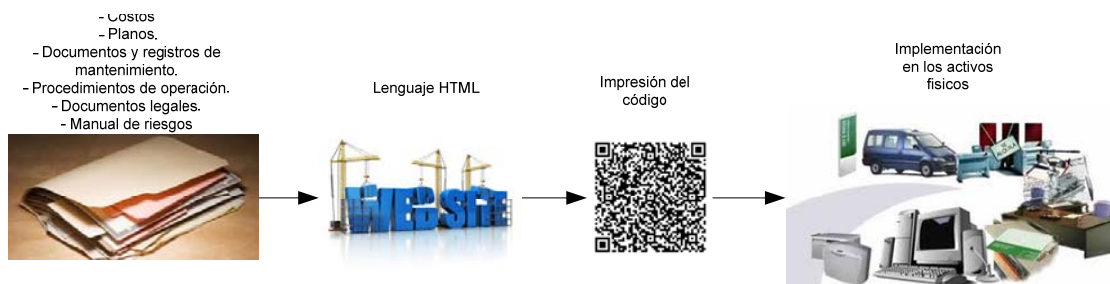 - Costos
- Planos.
- Documentos y registros de
mantenimiento.
- Procedimientos de operación.
- Documentos legales.
- Manual de riesgos
Lenguaje HTML
WEB SITE
Impresión del
código
Implementación
en los activos
fisicos